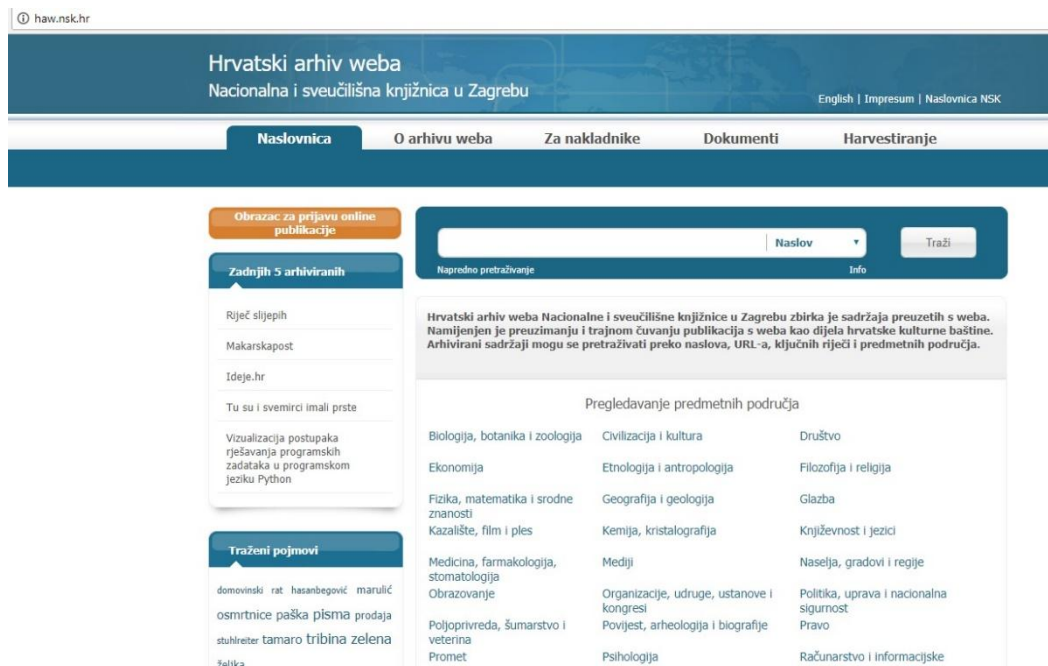 haw.nsk.hr
Hrvatski arhiv weba
Nacionalna i sveučilišna knjižnica u Zagrebu
English | Impresum | Naslovnica NSK
Naslovnica
O arhivu weba
Za nakladnike
Dokumenti
Harvestiranje
Obrazac za prijavu online
publikacije
Zadnjih 5 arhiviranih
Riječ slijepih
Makarskapost
Ideje.hr
Tu su i svemirci imali prste
Vizualizacija postupaka
rješavanja programskih
zadataka u programskom
jeziku Python
Traženi pojmovi
domovinski rat hasanbegović marulić
osmrtnice paška pisma prodaja
stuhlreiter tamaro tribina zelena
željka
Naslov
Traži
Napredno pretraživanje
Info
Hrvatski arhiv weba Nacionalne i sveučilišne knjižnice u Zagrebu zbirka je sadržaja preuzetih s weba.
Namijenjen je preuzimanju i trajnom čuvanju publikacija s weba kao dijela hrvatske kulturne baštine.
Arhivirani sadržaji mogu se pretraživati preko naslova, URL-a, ključnih riječi i predmetnih područja.
Pregledavanje predmetnih područja
Biologija, botanika i zoologija
Civilizacija i kultura
Društvo
Ekonomija
Etnologija i antropologija
Filozofija i religija
Fizika, matematika i srodne
znanosti
Geografija i geologija
Glazba
Kazalište, film i ples
Kemija, kristalografija
Književnost i jezici
Medicina, farmakologija,
stomatologija
Mediji
Naselja, gradovi i regije
Obrazovanje
Organizacije, udruge, ustanove i
kongresi
Politika, uprava i nacionalna
sigurnost
Poljoprivreda, šumarstvo i
veterina
Povijest, arheologija i biografije
Pravo
Promet
Psihologija
Računarstvo i informacijske